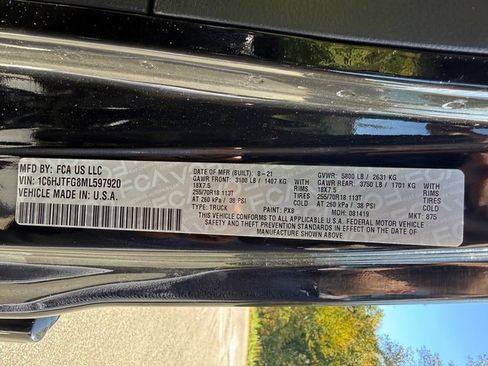 MFD BY: FCA US LLC
VIN: 1C6HJTFG8ML597920
VEHICLE MADE IN: U.S.A.
DATE OF MFR (BUILT): 8-21
GAWR FRONT: 3100 LB / 1407 KG
18X7.5 RIMS
255/70R18 113T TIRES
AT 260 kPa / 38 PSI COLD
TYPE: TRUCK PAINT: PX8
GVWR: 5800 LB / 2631 KG
GAWR REAR: 3750 LB / 1701 KG
18X7.5 RIMS
255/70R18 113T TIRES
AT 260 kPa / 38 PSI COLD
MDH: 081419 MKT: 875
THIS VEHICLE CONFORMS TO ALL APPLICABLE U.S.A. FEDERAL MOTOR VEHICLE
SAFETY AND THEFT PREVENTION STANDARDS IN EFFECT ON THE DATE OF
MANUFACTURE SHOWN ABOVE.